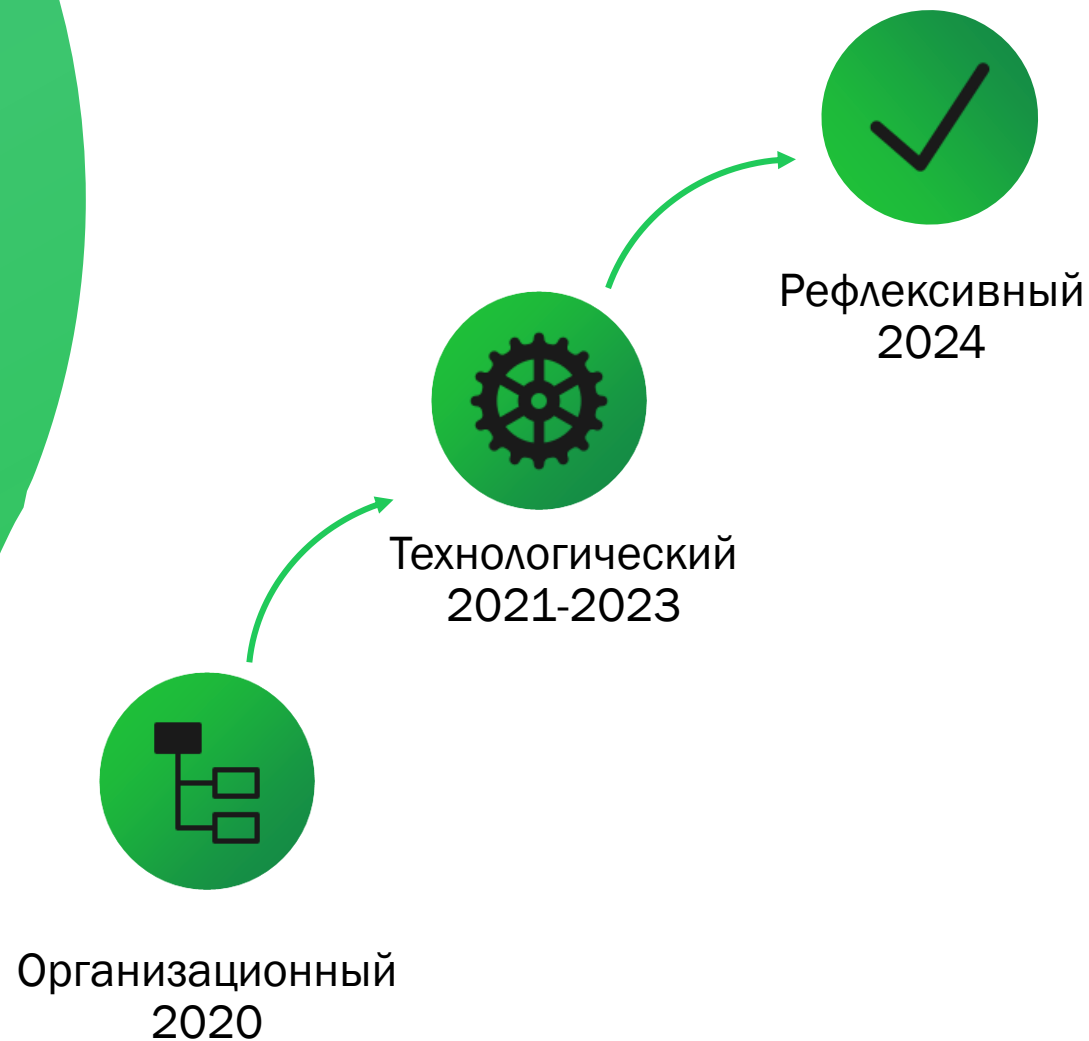 Рефлексивный
2024
Технологический
2021-2023
Организационный
2020